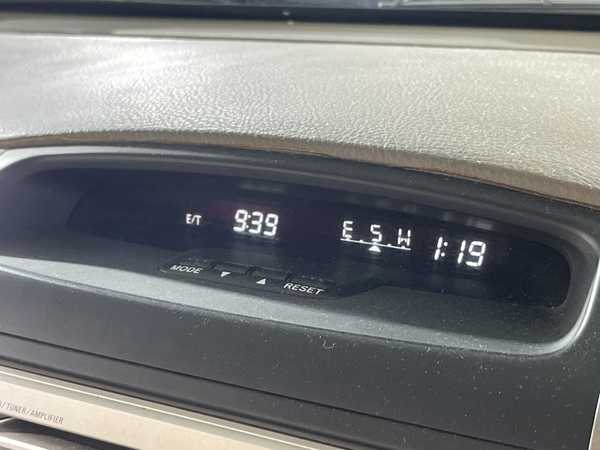 E/T 9:39 E.S.W 1:19
MODE ▼ ▲ RESET
/TUNER/AMPLIFIER